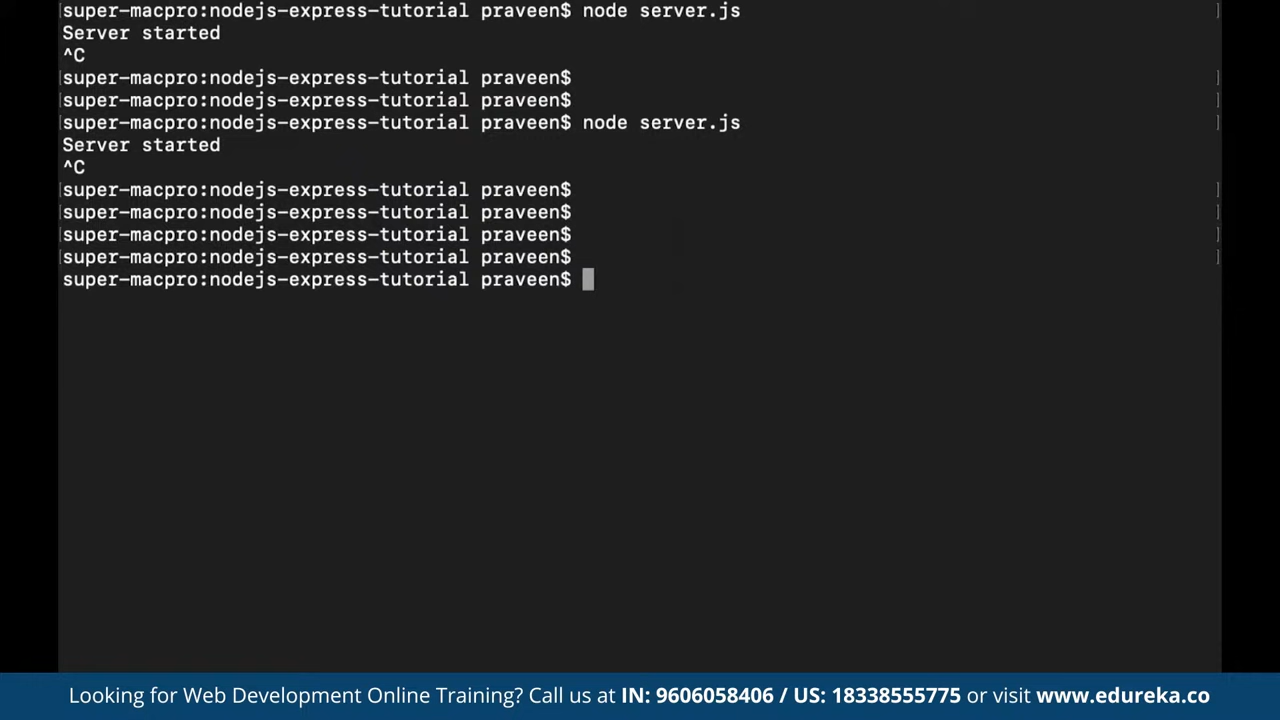 super-macpro:nodejs-express-tutorial praveen$ node server.js
Server started
^C
super-macpro:nodejs-express-tutorial praveen$
super-macpro:nodejs-express-tutorial praveen$
super-macpro:nodejs-express-tutorial praveen$ node server.js
Server started
^C
super-macpro:nodejs-express-tutorial praveen$
super-macpro:nodejs-express-tutorial praveen$
super-macpro:nodejs-express-tutorial praveen$
super-macpro:nodejs-express-tutorial praveen$
super-macpro:nodejs-express-tutorial praveen$
Looking for Web Development Online Training? Call us at IN: 9606058406 / US: 18338555775 or visit www.edureka.co